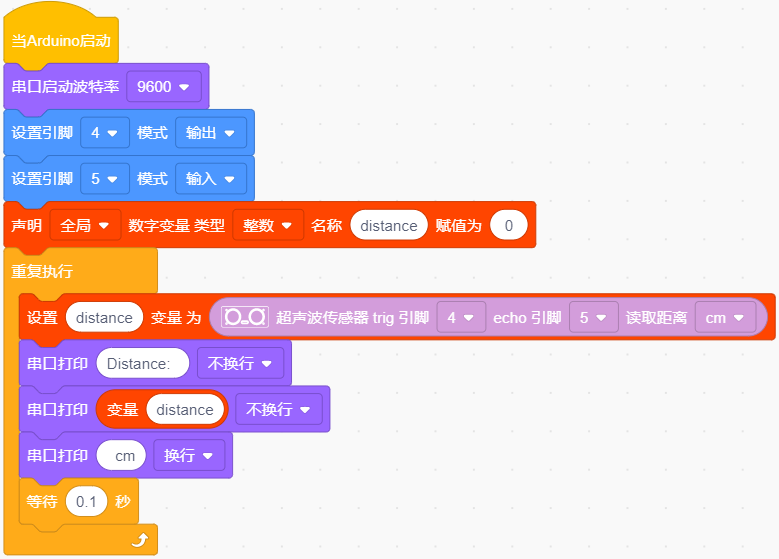 当Arduino启动
串口启动波特率 9600
设置引脚 4 模式 输出
设置引脚 5 模式 输入
声明 全局 数字变量 类型 整数 名称 distance 赋值为 0
重复执行
设置 distance 变量 为 超声波传感器 trig 引脚 4 echo 引脚 5 读取距离 cm
串口打印 Distance: 不换行
串口打印 变量 distance 不换行
串口打印 cm 换行
等待 0.1 秒